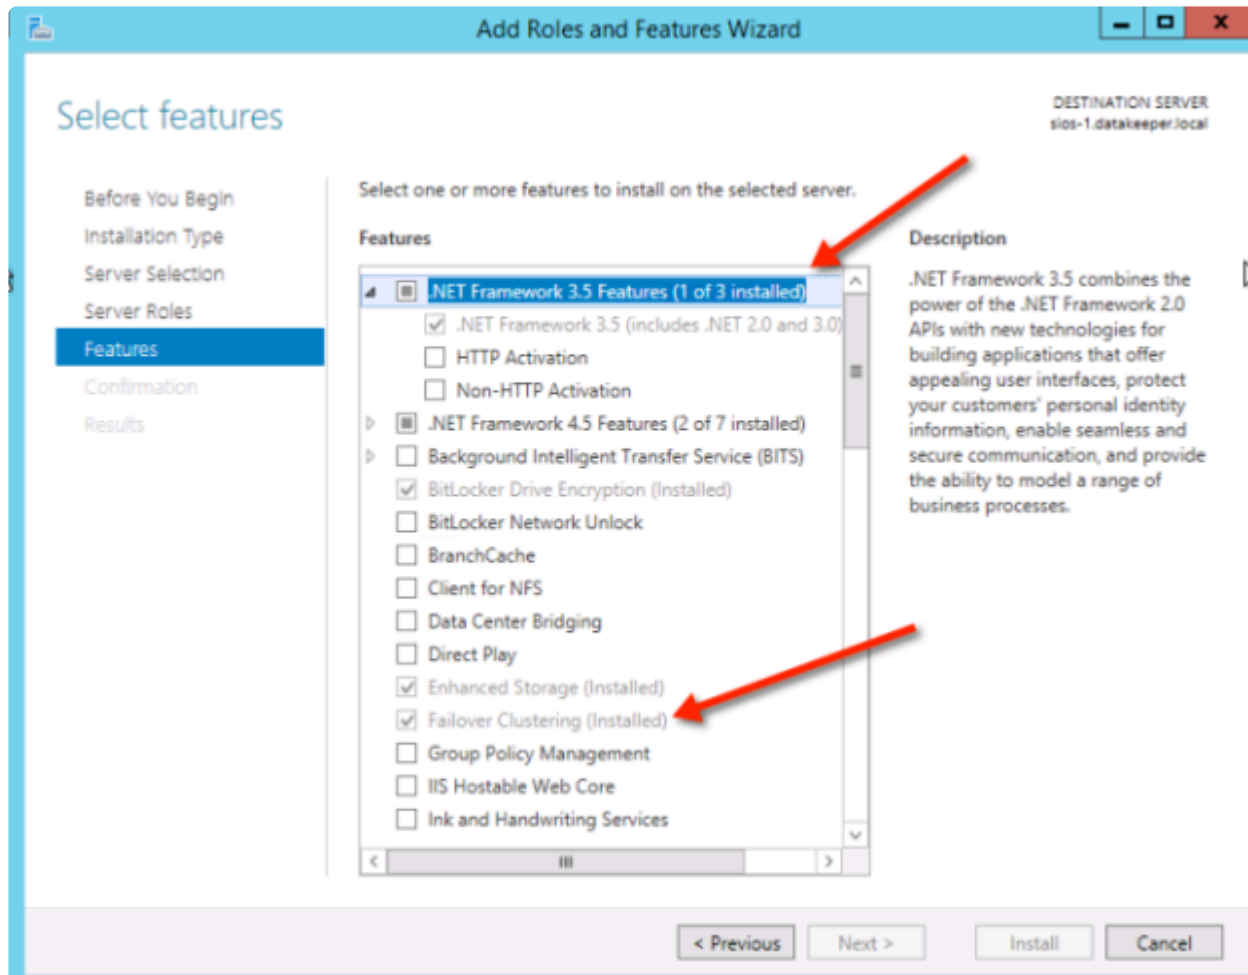 Add Roles and Features Wizard
Select features
DESTINATION SERVER
sios-1.datakeeper.local
Before You Begin
Installation Type
Server Selection
Server Roles
Features
Confirmation
Results
Select one or more features to install on the selected server.
Features
.NET Framework 3.5 Features (1 of 3 installed)
.NET Framework 3.5 (includes .NET 2.0 and 3.0)
HTTP Activation
Non-HTTP Activation
.NET Framework 4.5 Features (2 of 7 installed)
Background Intelligent Transfer Service (BITS)
BitLocker Drive Encryption (Installed)
BitLocker Network Unlock
BranchCache
Client for NFS
Data Center Bridging
Direct Play
Enhanced Storage (Installed)
Failover Clustering (Installed)
Group Policy Management
IIS Hostable Web Core
Ink and Handwriting Services
Description
.NET Framework 3.5 combines the
power of the .NET Framework 2.0
APIs with new technologies for
building applications that offer
appealing user interfaces, protect
your customers' personal identity
information, enable seamless and
secure communication, and provide
the ability to model a range of
business processes.
< Previous
Next >
Install
Cancel